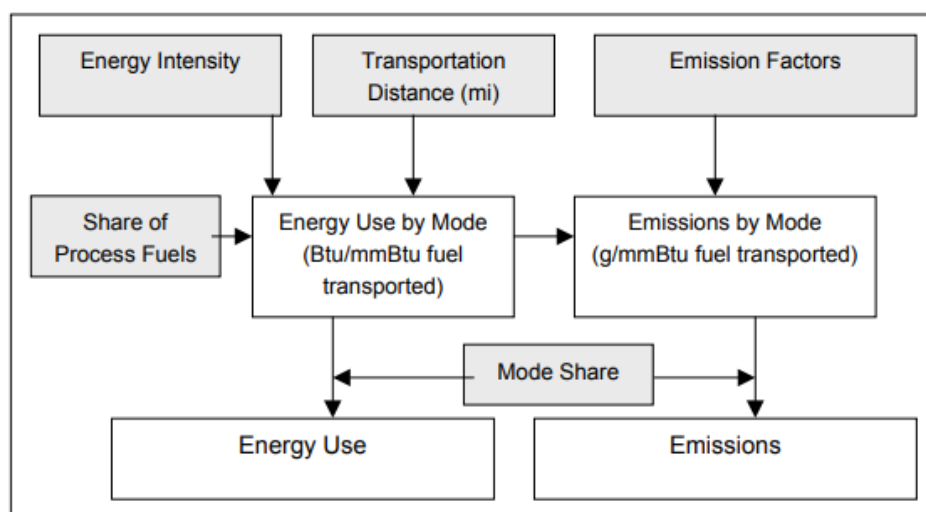 Energy Intensity
Transportation
Distance (mi)
Emission Factors
Share of
Process Fuels
Energy Use by Mode
(Btu/mmBtu fuel
transported)
Emissions by Mode
(g/mmBtu fuel transported)
Mode Share
Energy Use
Emissions